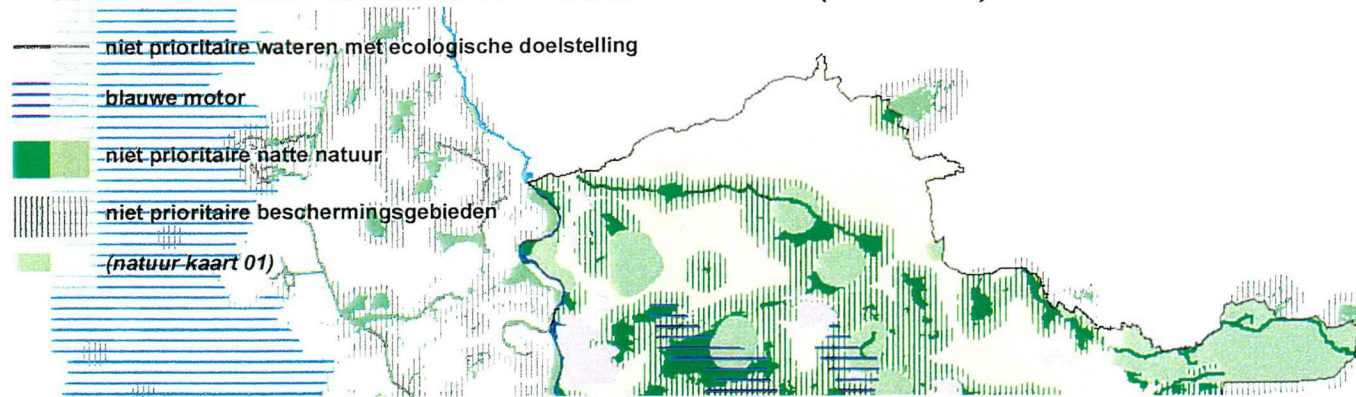 niet prioritaire wateren met ecologische doelstelling
blauwe motor
niet prioritaire natte natuur
niet prioritaire beschermingsgebieden
(natuur kaart 01)